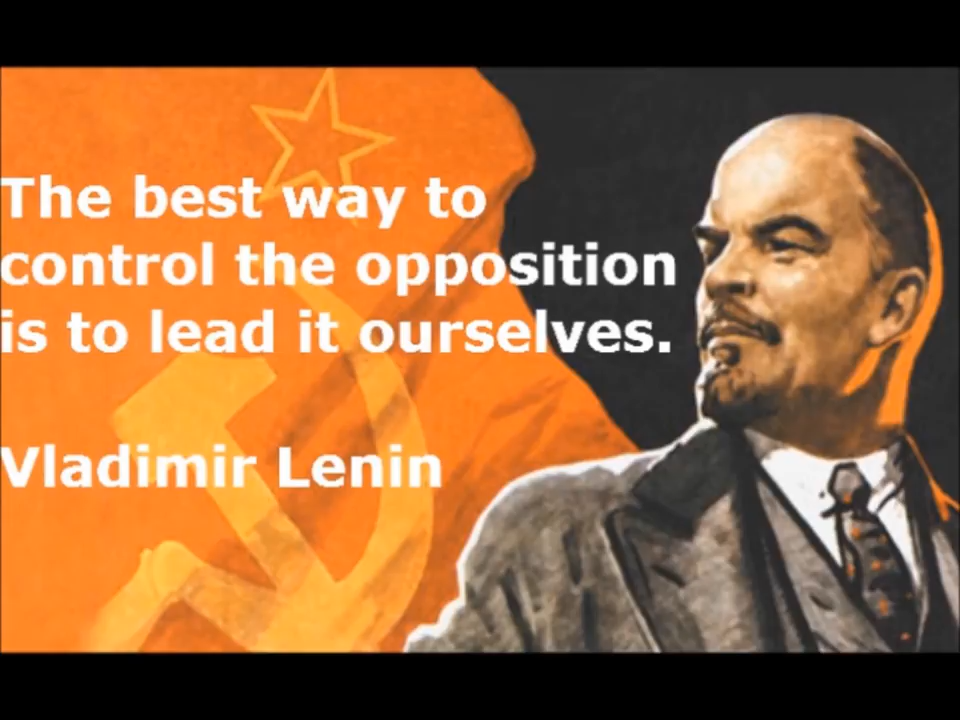 The best way to
control the opposition
is to lead it ourselves.
Vladimir Lenin